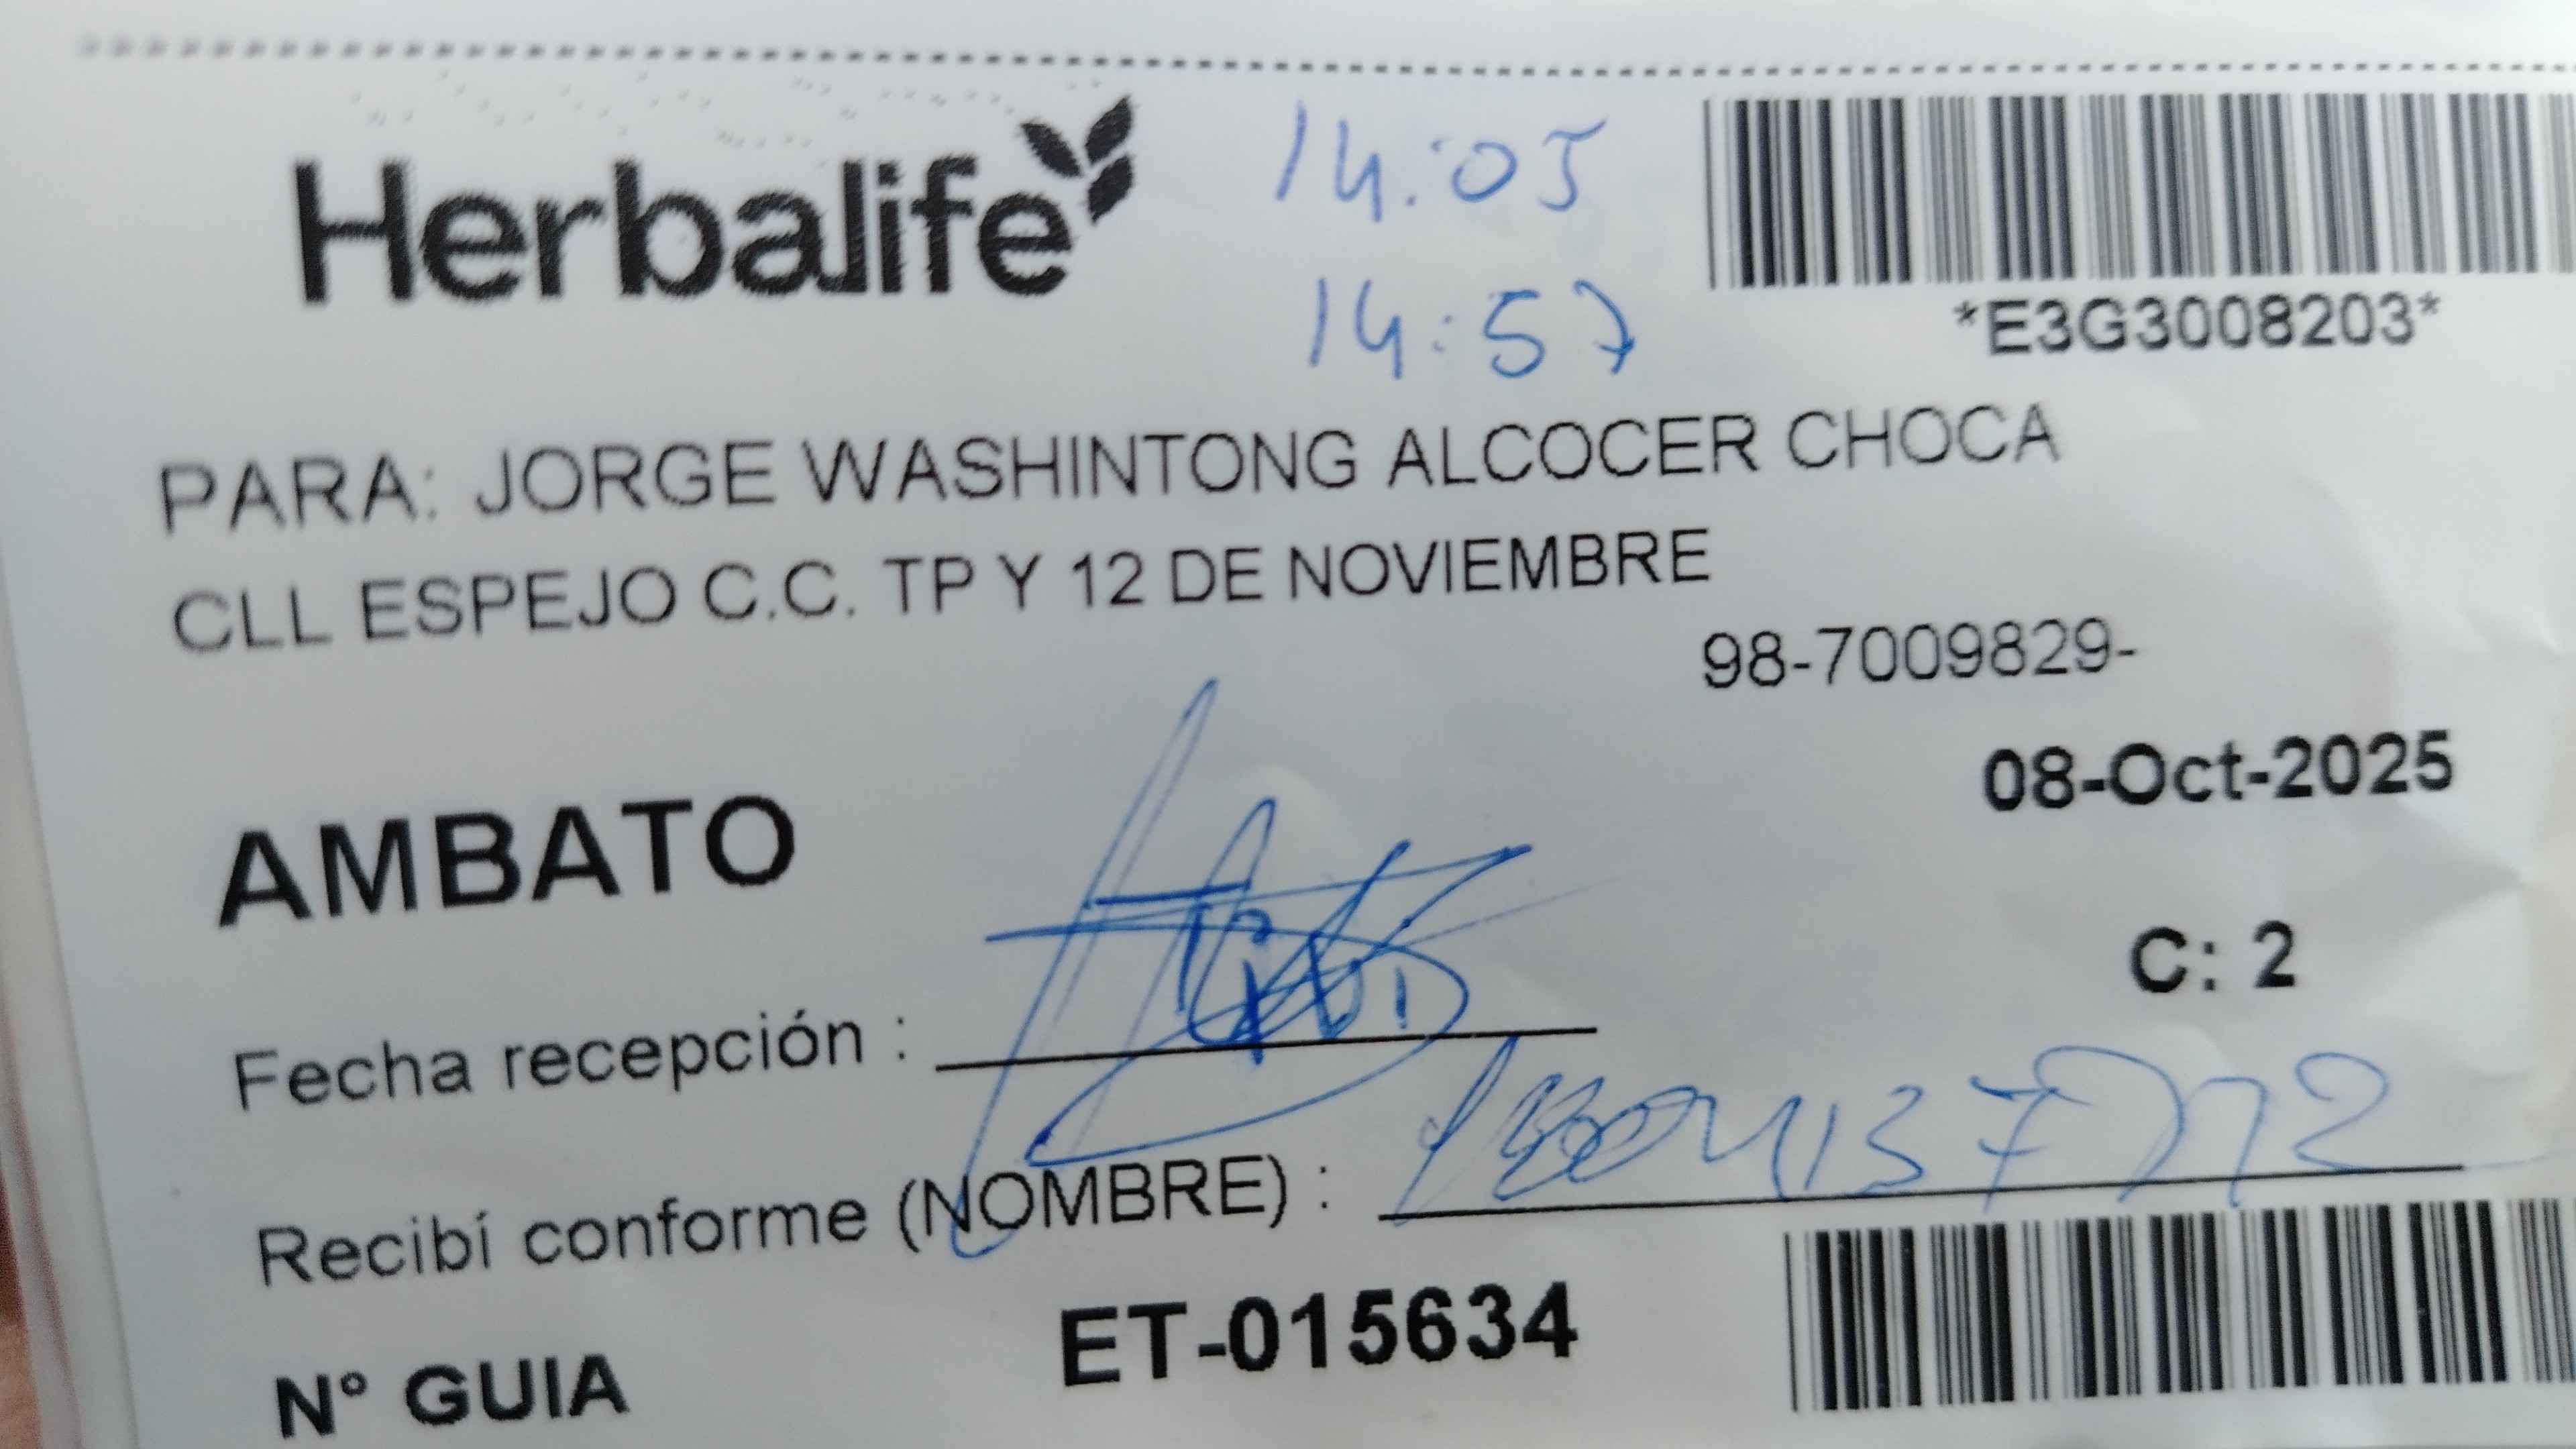 Herbalife
14:05
14:57
*E3G3008203*
PARA: JORGE WASHINTONG ALCOCER CHOCA
CLL ESPEJO C.C. TP Y 12 DE NOVIEMBRE
98-7009829-
08-Oct-2025
AMBATO
C: 2
Fecha recepción :
Recibí conforme (NOMBRE) :
ET-015634
N° GUIA